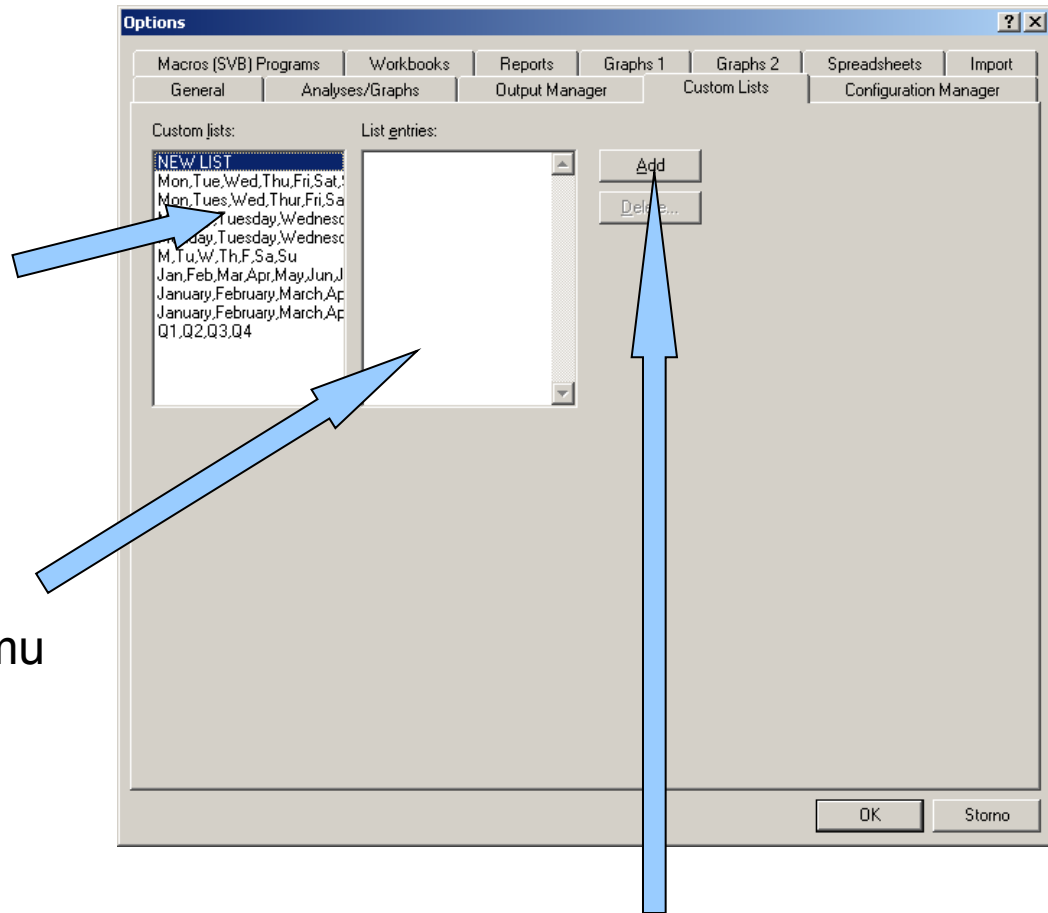 Options
Macros (SVB) Programs Workbooks Reports Graphs 1 Graphs 2 Spreadsheets Import
General Analyses/Graphs Output Manager Custom Lists Configuration Manager
Custom lists: List entries:
NEW LIST
Mon,Tue,Wed,Thu,Fri,Sat,
Mon,Tues,Wed,Thur,Fri,Sa
Tuesday,Wednesd
Tuesday,Wednesd
M,Tu,W,Th,F,Sa,Su
Jan,Feb,Mar,Apr,May,Jun,J
January,February,March,Ap
January,February,March,Ap
Q1,Q2,Q3,Q4
Add
Delete...
mu
OK Storno